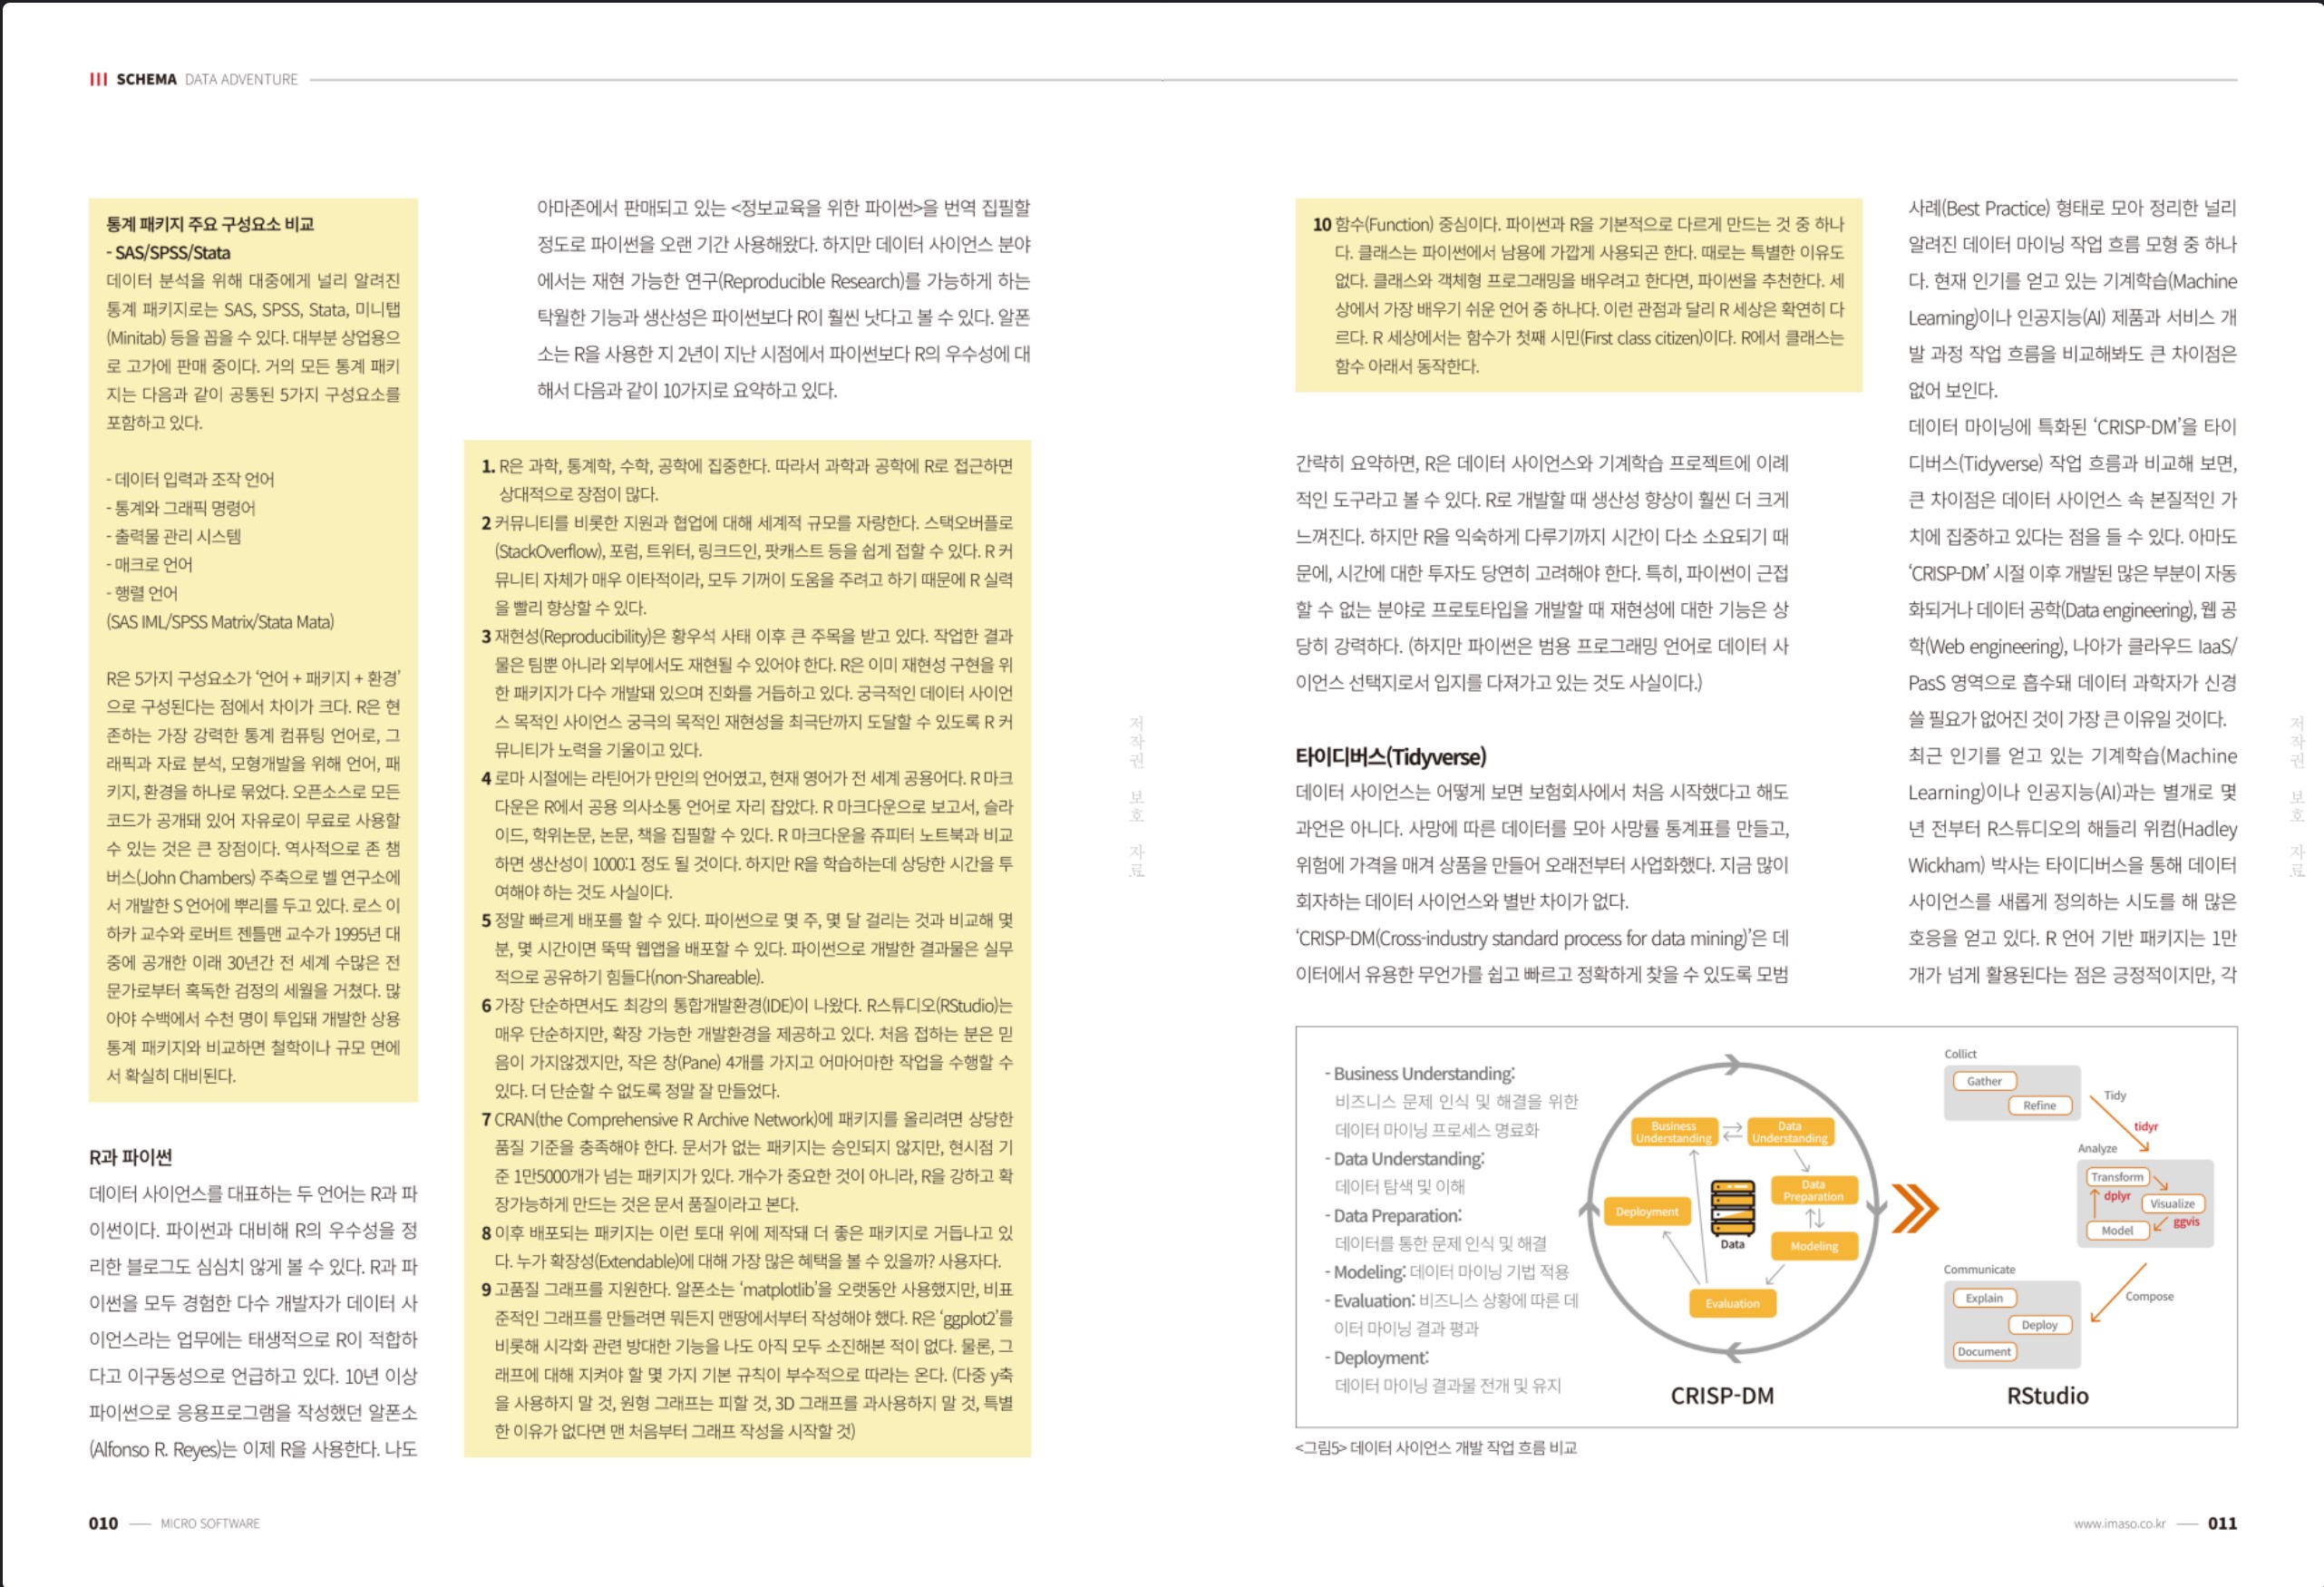 SCHEMA DATA ADVENTURE
통계 패키지 주요 구성요소 비교
- SAS/SPSS/Stata
데이터 분석을 위해 대중에게 널리 알려진
통계 패키지로는 SAS, SPSS, Stata, 미니탭
(Minitab) 등을 꼽을 수 있다. 대부분 상업용으
로 고가에 판매 중이다. 거의 모든 통계 패키
지는 다음과 같이 공통된 5가지 구성요소를
포함하고 있다.
- 데이터 입력과 조작 언어
- 통계와 그래픽 명령어
- 출력물 관리 시스템
- 매크로 언어
- 행렬 언어
(SAS IML/SPSS Matrix/Stata Mata)
R은 5가지 구성요소가 ‘언어 + 패키지 + 환경’
으로 구성된다는 점에서 차이가 크다. R은 현
존하는 가장 강력한 통계 컴퓨팅 언어로, 그
래픽과 자료 분석, 모형개발을 위해 언어, 패
키지, 환경을 하나로 묶었다. 오픈소스로 모든
코드가 공개돼 있어 자유로이 무료로 사용할
수 있는 것은 큰 장점이다. 역사적으로 존 챔
버스(John Chambers) 주축으로 벨 연구소에
서 개발한 S 언어에 뿌리를 두고 있다. 로스 이
하카 교수와 로버트 젠틀맨 교수가 1995년 대
중에 공개한 이래 30년간 전 세계 수많은 전
문가로부터 혹독한 검정의 세월을 거쳤다. 많
아야 수백에서 수천 명이 투입돼 개발한 상용
통계 패키지와 비교하면 철학이나 규모 면에
서 확실히 대비된다.
R과 파이썬
데이터 사이언스를 대표하는 두 언어는 R과 파
이썬이다. 파이썬과 대비해 R의 우수성을 정
리한 블로그도 심심치 않게 볼 수 있다. R과 파
이썬을 모두 경험한 다수 개발자가 데이터 사
이언스라는 업무에는 태생적으로 R이 적합하
다고 이구동성으로 언급하고 있다. 10년 이상
파이썬으로 응용프로그램을 작성했던 알폰소
(Alfonso R. Reyes)는 이제 R을 사용한다. 나도
아마존에서 판매되고 있는 <정보교육을 위한 파이썬>을 번역 집필할
정도로 파이썬을 오랜 기간 사용해왔다. 하지만 데이터 사이언스 분야
에서는 재현 가능한 연구(Reproducible Research)를 가능하게 하는
탁월한 기능과 생산성은 파이썬보다 R이 훨씬 낫다고 볼 수 있다. 알폰
소는 R을 사용한 지 2년이 지난 시점에서 파이썬보다 R의 우수성에 대
해서 다음과 같이 10가지로 요약하고 있다.
1. R은 과학, 통계학, 수학, 공학에 집중한다. 따라서 과학과 공학에 R로 접근하면
상대적으로 장점이 많다.
2 커뮤니티를 비롯한 지원과 협업에 대해 세계적 규모를 자랑한다. 스택오버플로
(StackOverflow), 포럼, 트위터, 링크드인, 팟캐스트 등을 쉽게 접할 수 있다. R 커
뮤니티 자체가 매우 이타적이라, 모두 기꺼이 도움을 주려고 하기 때문에 R 실력
을 빨리 향상할 수 있다.
3 재현성(Reproducibility)은 황우석 사태 이후 큰 주목을 받고 있다. 작업한 결과
물은 팀뿐 아니라 외부에서도 재현될 수 있어야 한다. R은 이미 재현성 구현을 위
한 패키지가 다수 개발돼 있으며 진화를 거듭하고 있다. 궁극적인 데이터 사이언
스 목적인 사이언스 궁극의 목적인 재현성을 최극단까지 도달할 수 있도록 R 커
뮤니티가 노력을 기울이고 있다.
4 로마 시절에는 라틴어가 만인의 언어였고, 현재 영어가 전 세계 공용어다. R 마크
다운은 R에서 공용 의사소통 언어로 자리 잡았다. R 마크다운으로 보고서, 슬라
이드, 학위논문, 논문, 책을 집필할 수 있다. R 마크다운을 쥬피터 노트북과 비교
하면 생산성이 1000:1 정도 될 것이다. 하지만 R을 학습하는데 상당한 시간을 투
여해야 하는 것도 사실이다.
5 정말 빠르게 배포를 할 수 있다. 파이썬으로 몇 주, 몇 달 걸리는 것과 비교해 몇
분, 몇 시간이면 뚝딱 웹앱을 배포할 수 있다. 파이썬으로 개발한 결과물은 실무
적으로 공유하기 힘들다(non-Shareable).
6 가장 단순하면서도 최강의 통합개발환경(IDE)이 나왔다. R스튜디오(RStudio)는
매우 단순하지만, 확장 가능한 개발환경을 제공하고 있다. 처음 접하는 분은 믿
음이 가지않겠지만, 작은 창(Pane) 4개를 가지고 어마어마한 작업을 수행할 수
있다. 더 단순할 수 없도록 정말 잘 만들었다.
7 CRAN(the Comprehensive R Archive Network)에 패키지를 올리려면 상당한
품질 기준을 충족해야 한다. 문서가 없는 패키지는 승인되지 않지만, 현시점 기
준 1만5000개가 넘는 패키지가 있다. 개수가 중요한 것이 아니라, R을 강하고 확
장가능하게 만드는 것은 문서 품질이라고 본다.
8 이후 배포되는 패키지는 이런 토대 위에 제작돼 더 좋은 패키지로 거듭나고 있
다. 누가 확장성(Extendable)에 대해 가장 많은 혜택을 볼 수 있을까? 사용자다.
9 고품질 그래프를 지원한다. 알폰소는 ‘matplotlib’을 오랫동안 사용했지만, 비표
준적인 그래프를 만들려면 뭐든지 맨땅에서부터 작성해야 했다. R은 ‘ggplot2’를
비롯해 시각화 관련 방대한 기능을 나도 아직 모두 소진해본 적이 없다. 물론, 그
래프에 대해 지켜야 할 몇 가지 기본 규칙이 부수적으로 따라는 온다. (다중 y축
을 사용하지 말 것, 원형 그래프는 피할 것, 3D 그래프를 과사용하지 말 것, 특별
한 이유가 없다면 맨 처음부터 그래프 작성을 시작할 것)
010 — MICRO SOFTWARE
저작권 보호 자료
10 함수(Function) 중심이다. 파이썬과 R을 기본적으로 다르게 만드는 것 중 하나
다. 클래스는 파이썬에서 남용에 가깝게 사용되곤 한다. 때로는 특별한 이유도
없다. 클래스와 객체형 프로그래밍을 배우려고 한다면, 파이썬을 추천한다. 세
상에서 가장 배우기 쉬운 언어 중 하나다. 이런 관점과 달리 R 세상은 확연히 다
르다. R 세상에서는 함수가 첫째 시민(First class citizen)이다. R에서 클래스는
함수 아래서 동작한다.
간략히 요약하면, R은 데이터 사이언스와 기계학습 프로젝트에 이례
적인 도구라고 볼 수 있다. R로 개발할 때 생산성 향상이 훨씬 더 크게
느껴진다. 하지만 R을 익숙하게 다루기까지 시간이 다소 소요되기 때
문에, 시간에 대한 투자도 당연히 고려해야 한다. 특히, 파이썬이 근접
할 수 없는 분야로 프로토타입을 개발할 때 재현성에 대한 기능은 상
당히 강력하다. (하지만 파이썬은 범용 프로그래밍 언어로 데이터 사
이언스 선택지로서 입지를 다져가고 있는 것도 사실이다.)
타이디버스(Tidyverse)
데이터 사이언스는 어떻게 보면 보험회사에서 처음 시작했다고 해도
과언은 아니다. 사망에 따른 데이터를 모아 사망률 통계표를 만들고,
위험에 가격을 매겨 상품을 만들어 오래전부터 사업화했다. 지금 많이
회자하는 데이터 사이언스와 별반 차이가 없다.
‘CRISP-DM(Cross-industry standard process for data mining)’은 데
이터에서 유용한 무언가를 쉽고 빠르고 정확하게 찾을 수 있도록 모범
사례(Best Practice) 형태로 모아 정리한 널리
알려진 데이터 마이닝 작업 흐름 모형 중 하나
다. 현재 인기를 얻고 있는 기계학습(Machine
Learning)이나 인공지능(AI) 제품과 서비스 개
발 과정 작업 흐름을 비교해봐도 큰 차이점은
없어 보인다.
데이터 마이닝에 특화된 ‘CRISP-DM’을 타이
디버스(Tidyverse) 작업 흐름과 비교해 보면,
큰 차이점은 데이터 사이언스 속 본질적인 가
치에 집중하고 있다는 점을 들 수 있다. 아마도
‘CRISP-DM’ 시절 이후 개발된 많은 부분이 자동
화되거나 데이터 공학(Data engineering), 웹 공
학(Web engineering), 나아가 클라우드 IaaS/
PasS 영역으로 흡수돼 데이터 과학자가 신경
쓸 필요가 없어진 것이 가장 큰 이유일 것이다.
최근 인기를 얻고 있는 기계학습(Machine
Learning)이나 인공지능(AI)과는 별개로 몇
년 전부터 R스튜디오의 해들리 위컴(Hadley
Wickham) 박사는 타이디버스을 통해 데이터
사이언스를 새롭게 정의하는 시도를 해 많은
호응을 얻고 있다. R 언어 기반 패키지는 1만
개가 넘게 활용된다는 점은 긍정적이지만, 각
- Business Understanding:
비즈니스 문제 인식 및 해결을 위한
데이터 마이닝 프로세스 명료화
- Data Understanding:
데이터 탐색 및 이해
- Data Preparation:
데이터를 통한 문제 인식 및 해결
- Modeling: 데이터 마이닝 기법 적용
- Evaluation: 비즈니스 상황에 따른 데
이터 마이닝 결과 평과
- Deployment:
데이터 마이닝 결과물 전개 및 유지
Business
Understanding
Data
Understanding
Data
Preparation
Deployment
Data
Modeling
Evaluation
CRISP-DM
Collict
Gather
Refine
Tidy
tidyr
Analyze
Transform
dplyr
Visualize
ggvis
Model
Communicate
Explain
Compose
Deploy
Document
RStudio
<그림5> 데이터 사이언스 개발 작업 흐름 비교
www.imaso.co.kr — 011
저작권 보호 자료